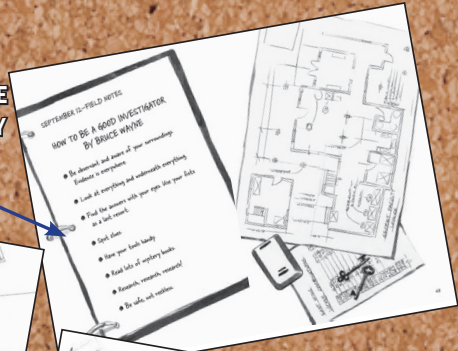 E
Y
SEPTEMBER 12—FIELD NOTES
HOW TO BE A GOOD INVESTIGATOR
BY BRUCE WAYNE
• Be observant and aware of your surroundings.
Evidence is everywhere.
• Look at everything and underneath everything.
• Find the answers with your eyes. Use your fists
as a last resort.
• Spot clues.
• Have your tools handy.
• Read lots of mystery books.
• Research, research, research!
• Be safe, not reckless.